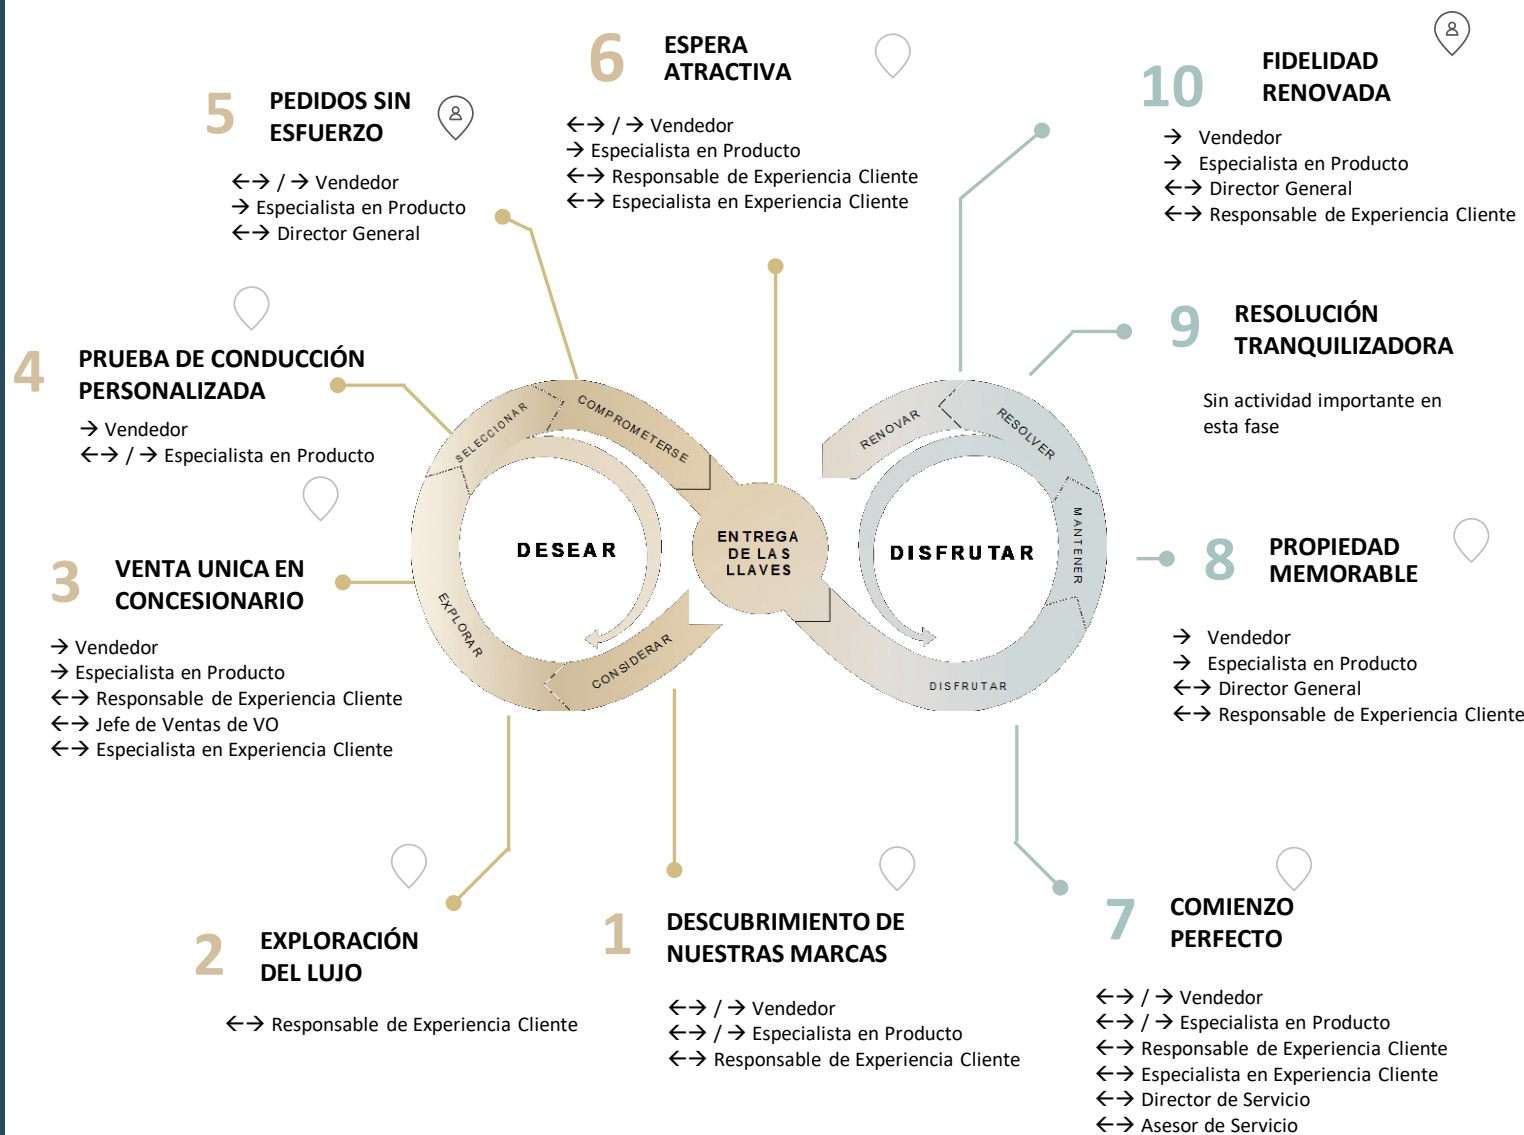 6
ESPERA
ATRACTIVA
←→ / → Vendedor
→ Especialista en Producto
←→ Responsable de Experiencia Cliente
←→ Especialista en Experiencia Cliente
10
FIDELIDAD
RENOVADA
→ Vendedor
→ Especialista en Producto
←→ Director General
←→ Responsable de Experiencia Cliente
5
PEDIDOS SIN
ESFUERZO
←→ / → Vendedor
→ Especialista en Producto
←→ Director General
9
RESOLUCIÓN
TRANQUILIZADORA
Sin actividad importante en
esta fase
4
PRUEBA DE CONDUCCIÓN
PERSONALIZADA
→ Vendedor
←→ / → Especialista en Producto
SELECCIONAR
COMPROMETERSE
RENOVAR
RESOLVER
MANTENER
DESEAR
ENTREGA
DE LAS
LLAVES
DISFRUTAR
EXPLORAR
CONSIDERAR
DISFRUTAR
3
VENTA UNICA EN
CONCESIONARIO
→ Vendedor
→ Especialista en Producto
←→ Responsable de Experiencia Cliente
←→ Jefe de Ventas de VO
←→ Especialista en Experiencia Cliente
8
PROPIEDAD
MEMORABLE
→ Vendedor
→ Especialista en Producto
←→ Director General
←→ Responsable de Experiencia Cliente
2
EXPLORACIÓN
DEL LUJO
←→ Responsable de Experiencia Cliente
1
DESCUBRIMIENTO DE
NUESTRAS MARCAS
←→ / → Vendedor
←→ / → Especialista en Producto
←→ Responsable de Experiencia Cliente
7
COMIENZO
PERFECTO
←→ / → Vendedor
←→ / → Especialista en Producto
←→ Responsable de Experiencia Cliente
←→ Especialista en Experiencia Cliente
←→ Director de Servicio
←→ Asesor de Servicio